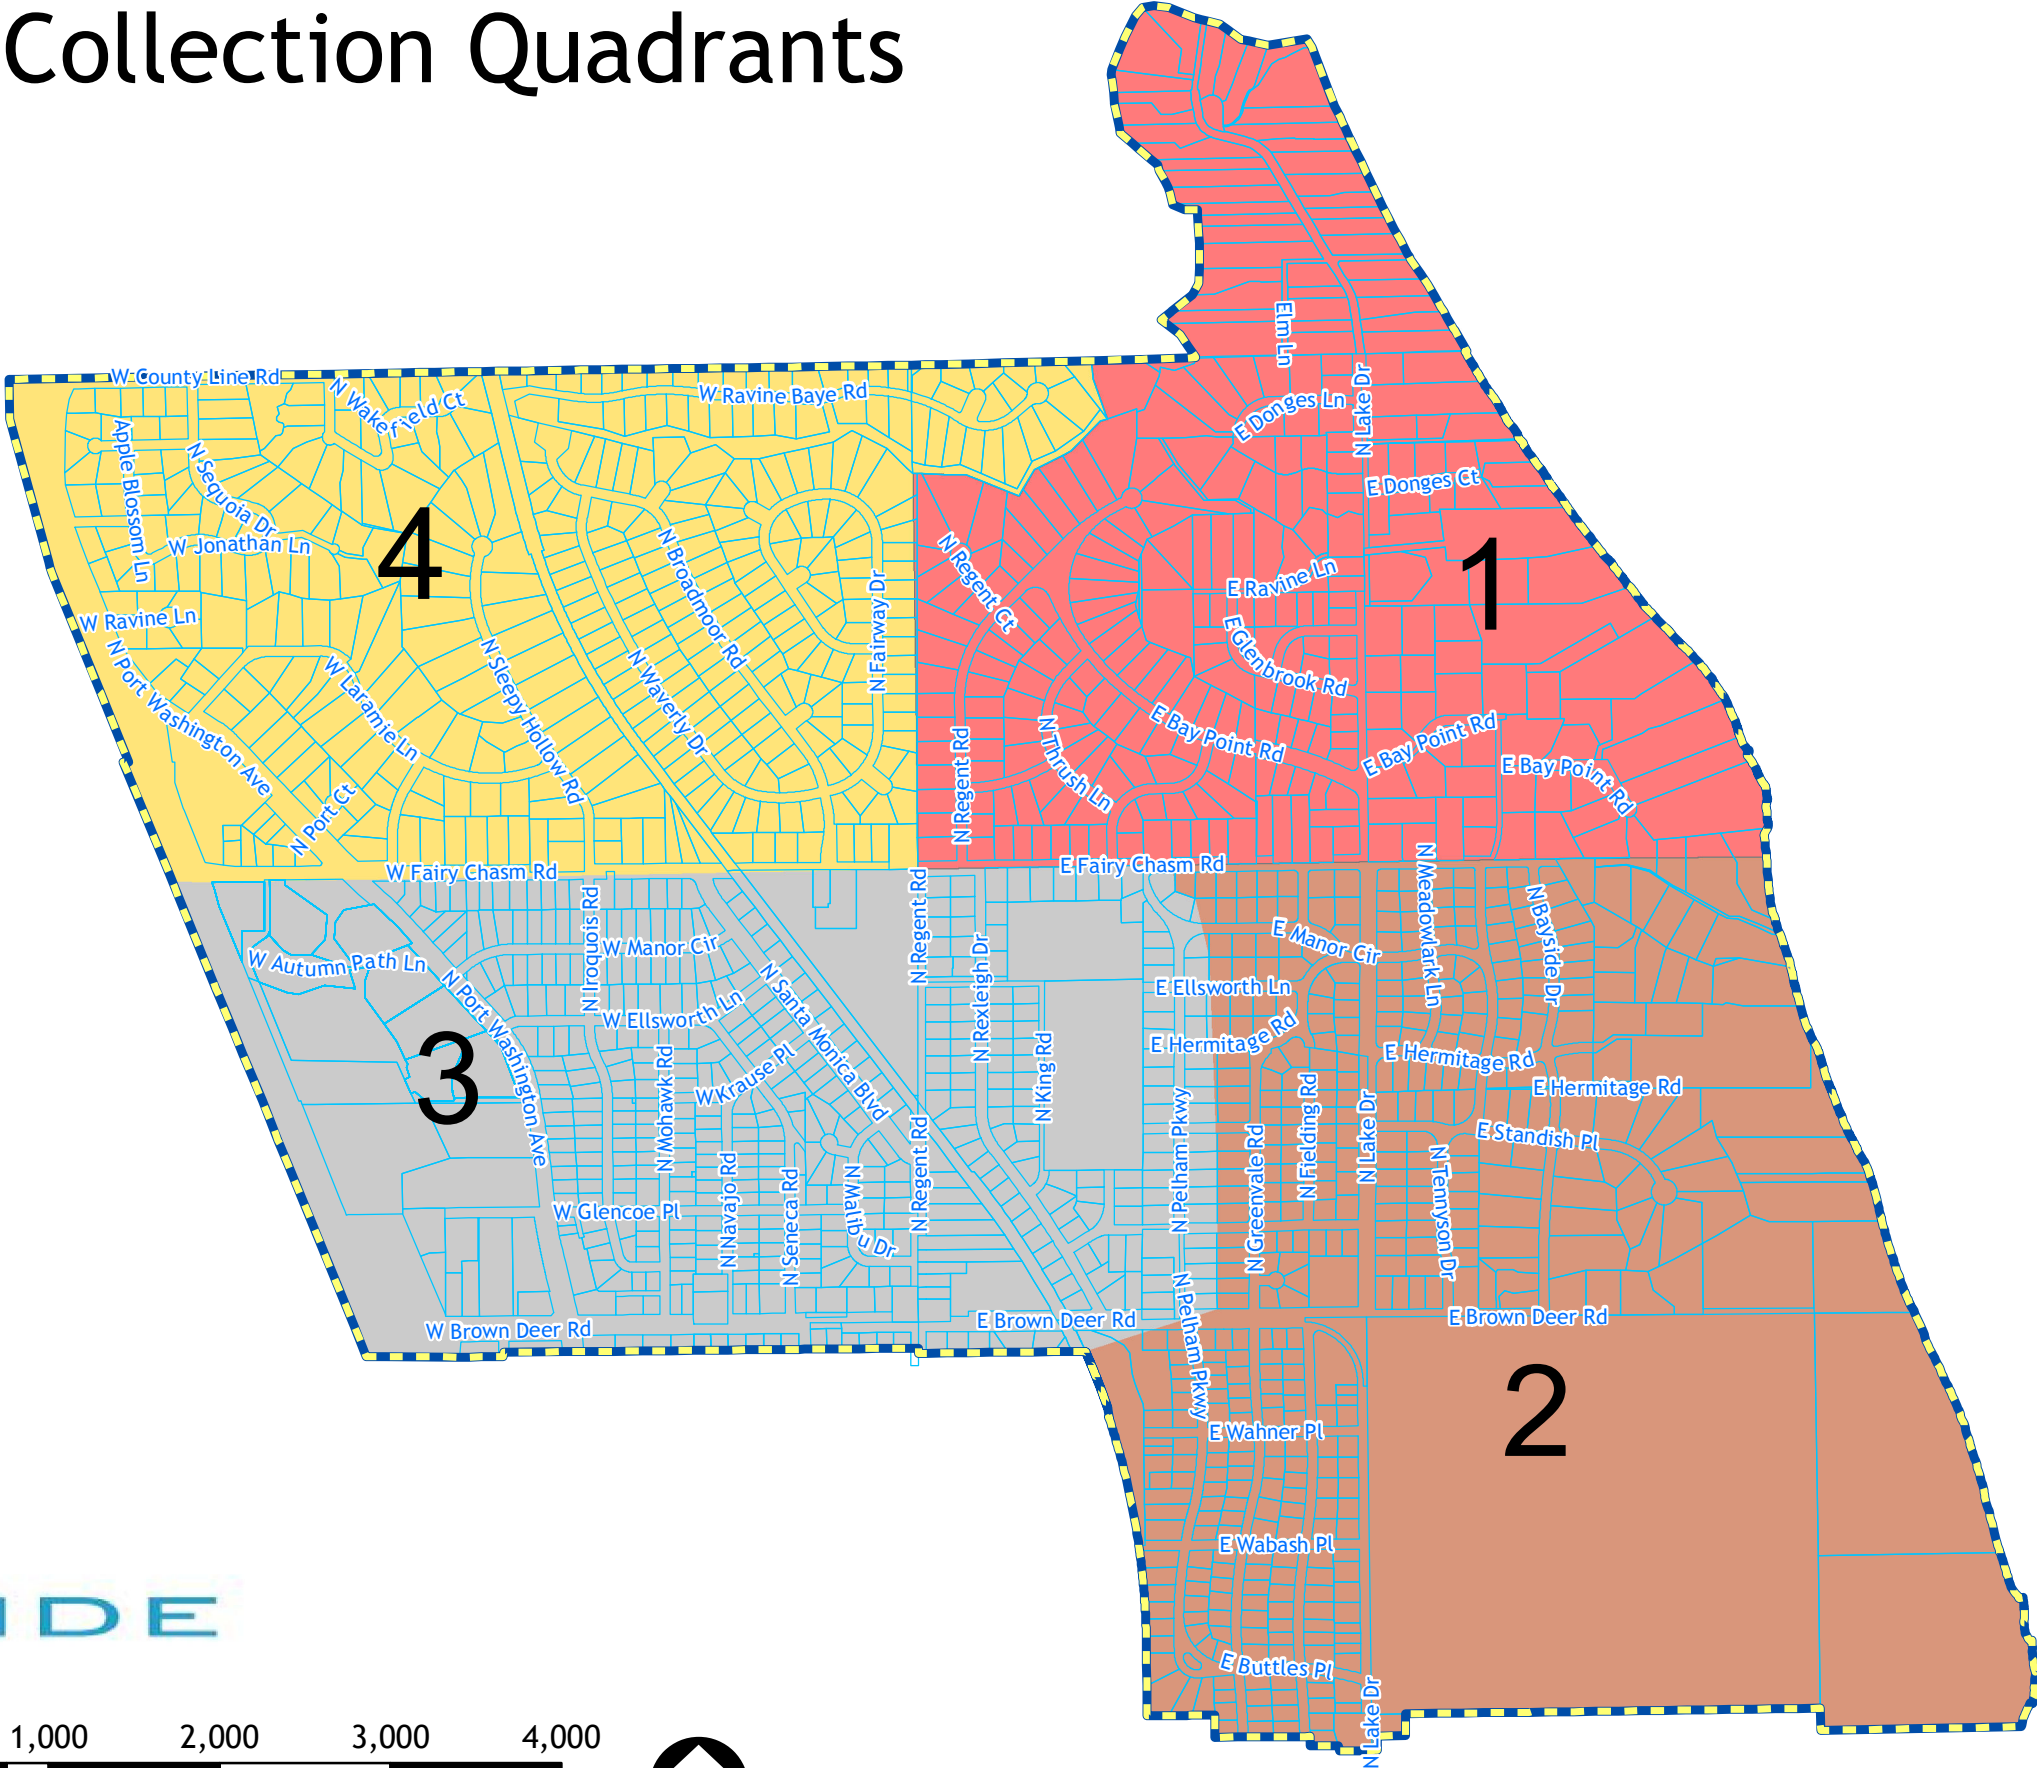 Collection Quadrants
W County Line Rd
N Wakefield Ct
W Ravine Baye Rd
Elm Ln
E Donges Ln
N Lake Dr
E Donges Ct
Apple Blossom Ln
N Sequoia Dr
W Jonathan Ln
4
N Broadmoor Rd
N Fairway Dr
N Regent Ct
E Ravine Ln
1
W Ravine Ln
N Port Washington Ave
W Laramie Ln
N Sleepy Hollow Rd
N Waverly Dr
E Glenbrook Rd
N Regent Rd
N Thrush Ln
E Bay Point Rd
E Bay Point Rd
E Bay Point Rd
N Port Ct
W Fairy Chasm Rd
E Fairy Chasm Rd
N Meadowlark Ln
N Bayside Dr
N Iroquois Rd
W Manor Cir
N Regent Rd
N Rexleigh Dr
E Manor Cir
W Autumn Path Ln
N Port Washington Ave
W Ellsworth Ln
N Santa Monica Blvd
E Ellsworth Ln
E Hermitage Rd
E Hermitage Rd
E Hermitage Rd
3
N Mohawk Rd
W Krause Pl
N King Rd
N Pelham Pkwy
N Greenvale Rd
N Fielding Rd
N Lake Dr
E Standish Pl
N Tennyson Dr
W Glencoe Pl
N Navajo Rd
N Seneca Rd
N Malibu Dr
N Regent Rd
W Brown Deer Rd
E Brown Deer Rd
E Brown Deer Rd
N Pelham Pkwy
2
E Wahner Pl
E Wabash Pl
E Buttles Pl
N Lake Dr
IDE
1,000 2,000 3,000 4,000